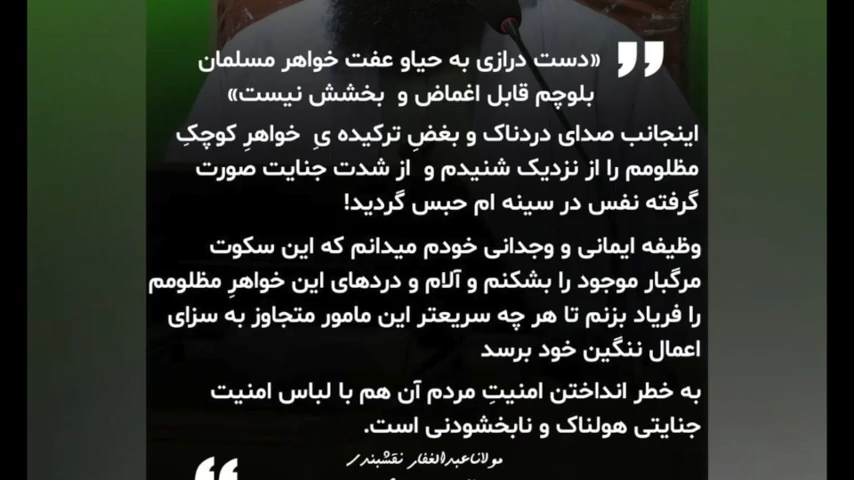 «دست درازی به حیاو عفت خواهر مسلمان
بلوچم قابل اغماض و بخشش نیست»
اینجانب صدای دردناک و بغضِ ترکیده یِ خواهرِ کوچکِ
مظلومم را از نزدیک شنیدم و از شدت جنایت صورت
گرفته نفس در سینه ام حبس گردید!
وظیفه ایمانی و وجدانی خودم میدانم که این سکوت
مرگبار موجود را بشکنم و آلام و دردهای این خواهرِ مظلومم
را فریاد بزنم تا هر چه سریعتر این مامور متجاوز به سزای
اعمال ننگین خود برسد
به خطر انداختن امنیتِ مردم آن هم با لباس امنیت
جنایتی هولناک و نابخشودنی است.
مولانا عبدالغفار نقشبندی